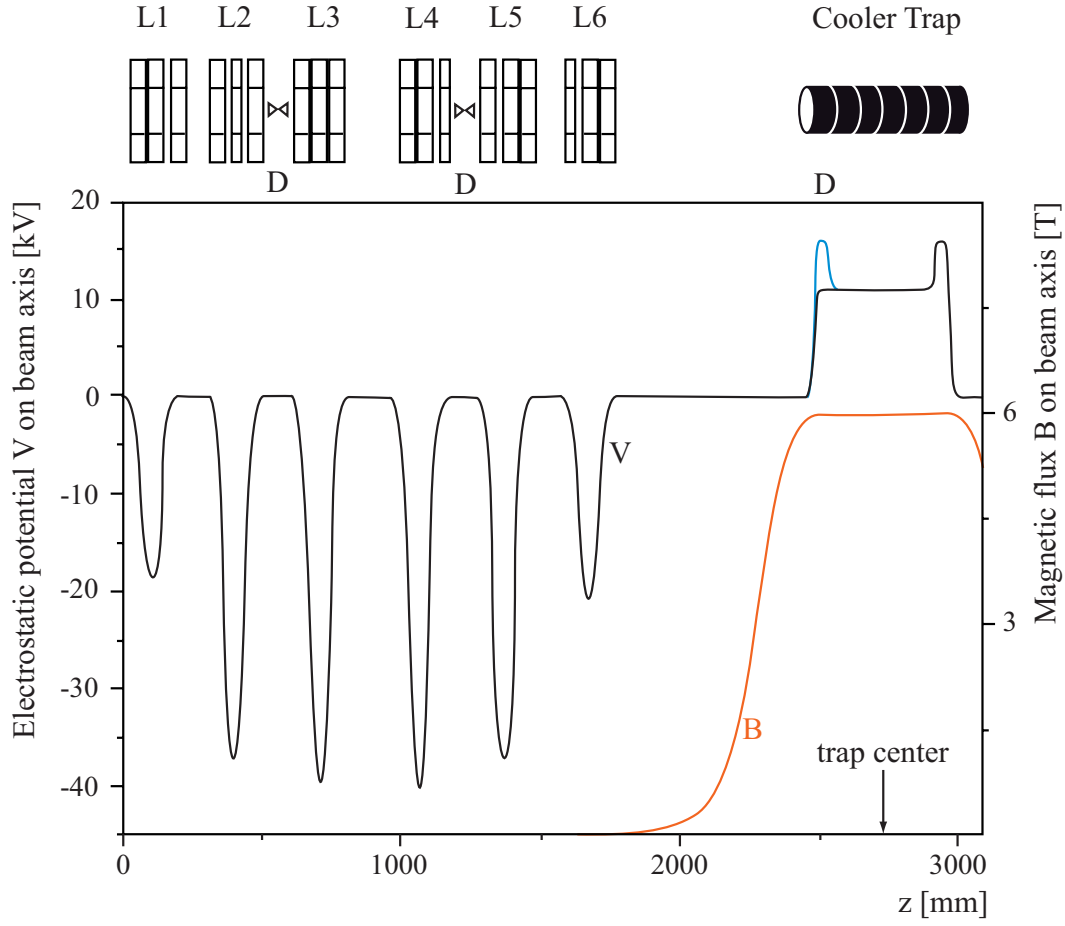 L1 L2 L3 L4 L5 L6 Cooler Trap
D D D
20
10
0
-10
-20
-30
-40
Electrostatic potential V on beam axis [kV]
V
B
trap center
6
3
Magnetic flux B on beam axis [T]
0 1000 2000 3000
z [mm]